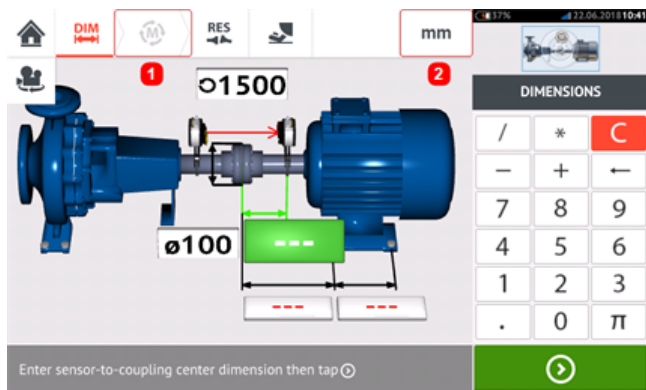 DIM
M
RES
mm
37%
22.06.2018 10:41
1
2
1500
DIMENSIONS
/ * C
− + ←
7 8 9
ø100
---
4 5 6
1 2 3
--- ---
. 0 π
Enter sensor-to-coupling center dimension then tap